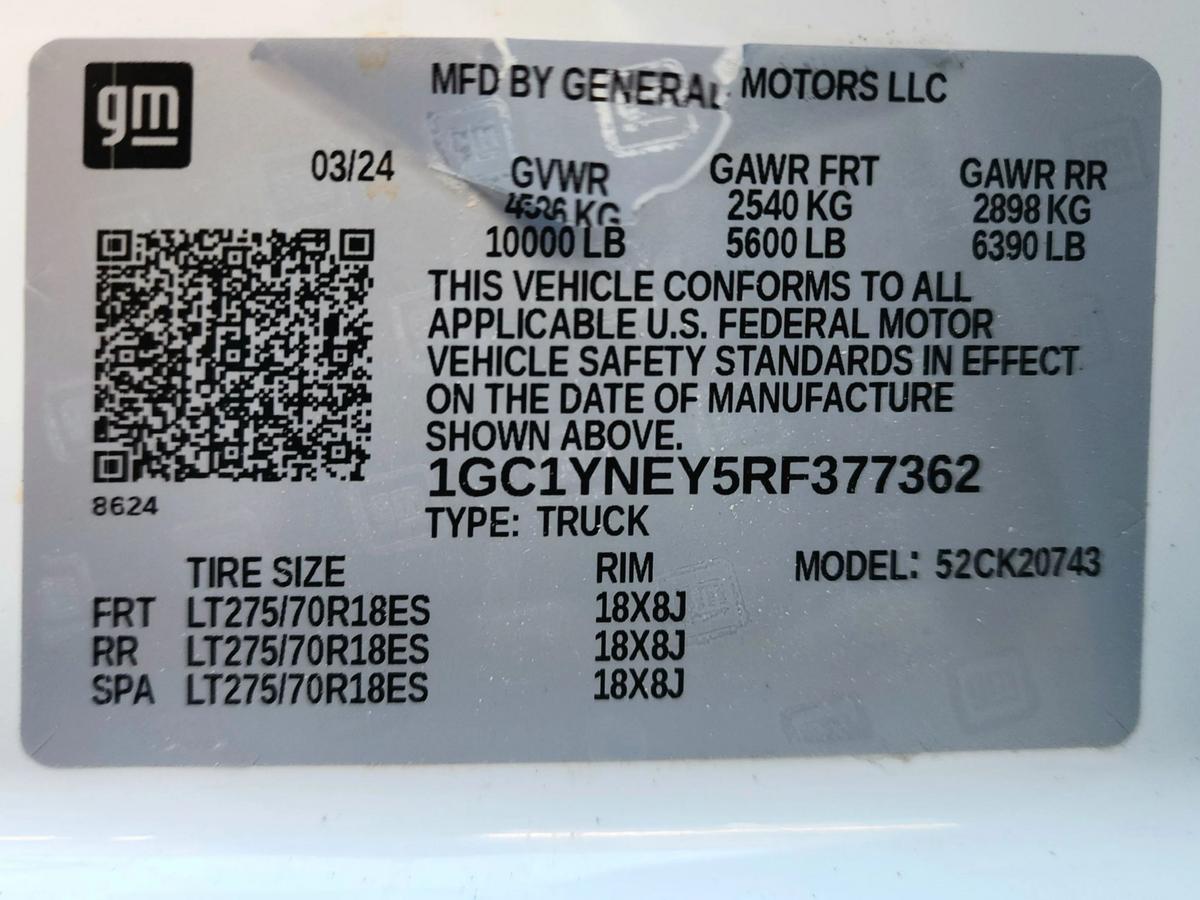 gm
MFD BY GENERAL MOTORS LLC
03/24
GVWR GAWR FRT GAWR RR
KG 2540 KG 2898 KG
10000 LB 5600 LB 6390 LB
THIS VEHICLE CONFORMS TO ALL
APPLICABLE U.S. FEDERAL MOTOR
VEHICLE SAFETY STANDARDS IN EFFECT
ON THE DATE OF MANUFACTURE
SHOWN ABOVE.
1GC1YNEY5RF377362
8624
TYPE: TRUCK
TIRE SIZE RIM MODEL: 52CK20743
FRT LT275/70R18ES 18X8J
RR LT275/70R18ES 18X8J
SPA LT275/70R18ES 18X8J